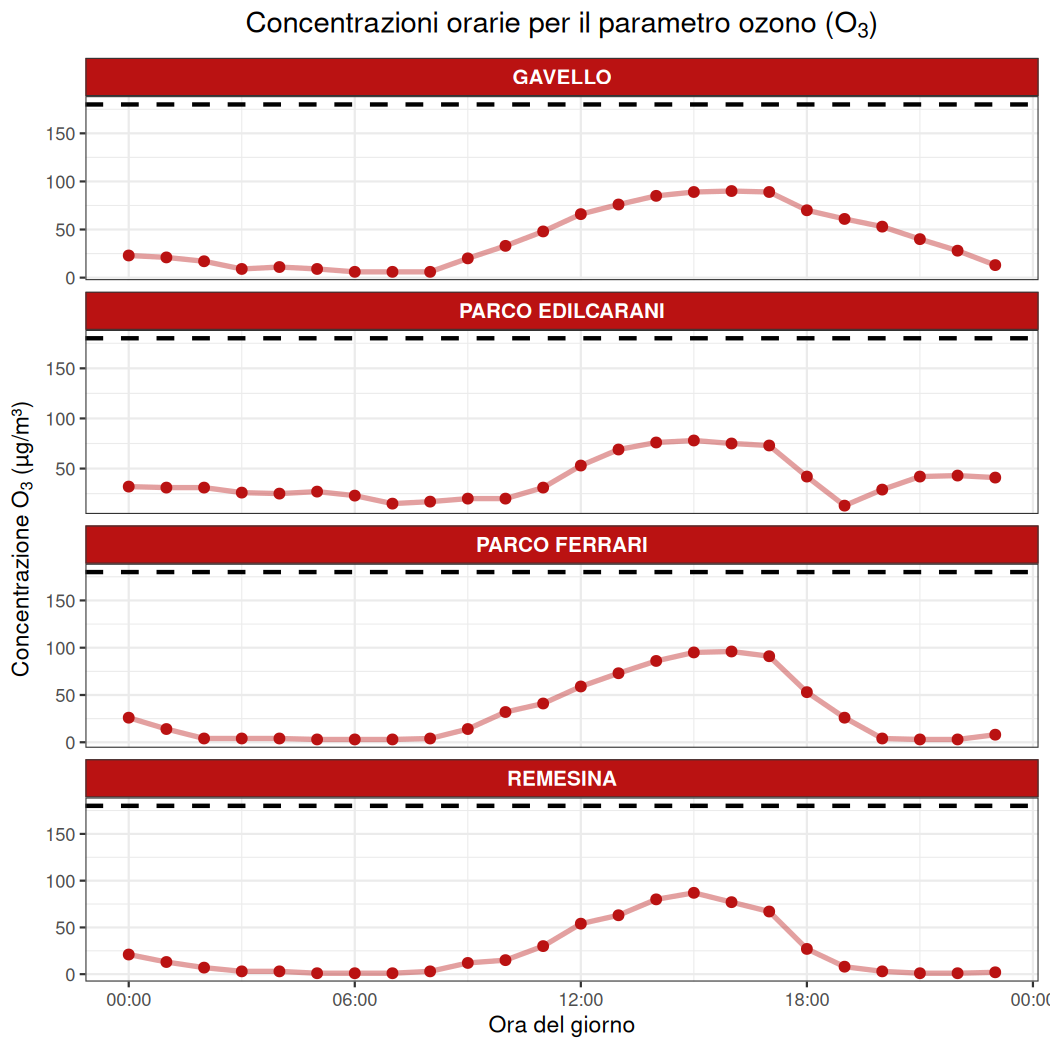 Concentrazioni orarie per il parametro ozono (O₃)
GAVELLO
150
100
50
0
PARCO EDILCARANI
150
100
50
Concentrazione O₃ (µg/m³)
PARCO FERRARI
150
100
50
0
REMESINA
150
100
50
0
00:00 06:00 12:00 18:00 00:0
Ora del giorno